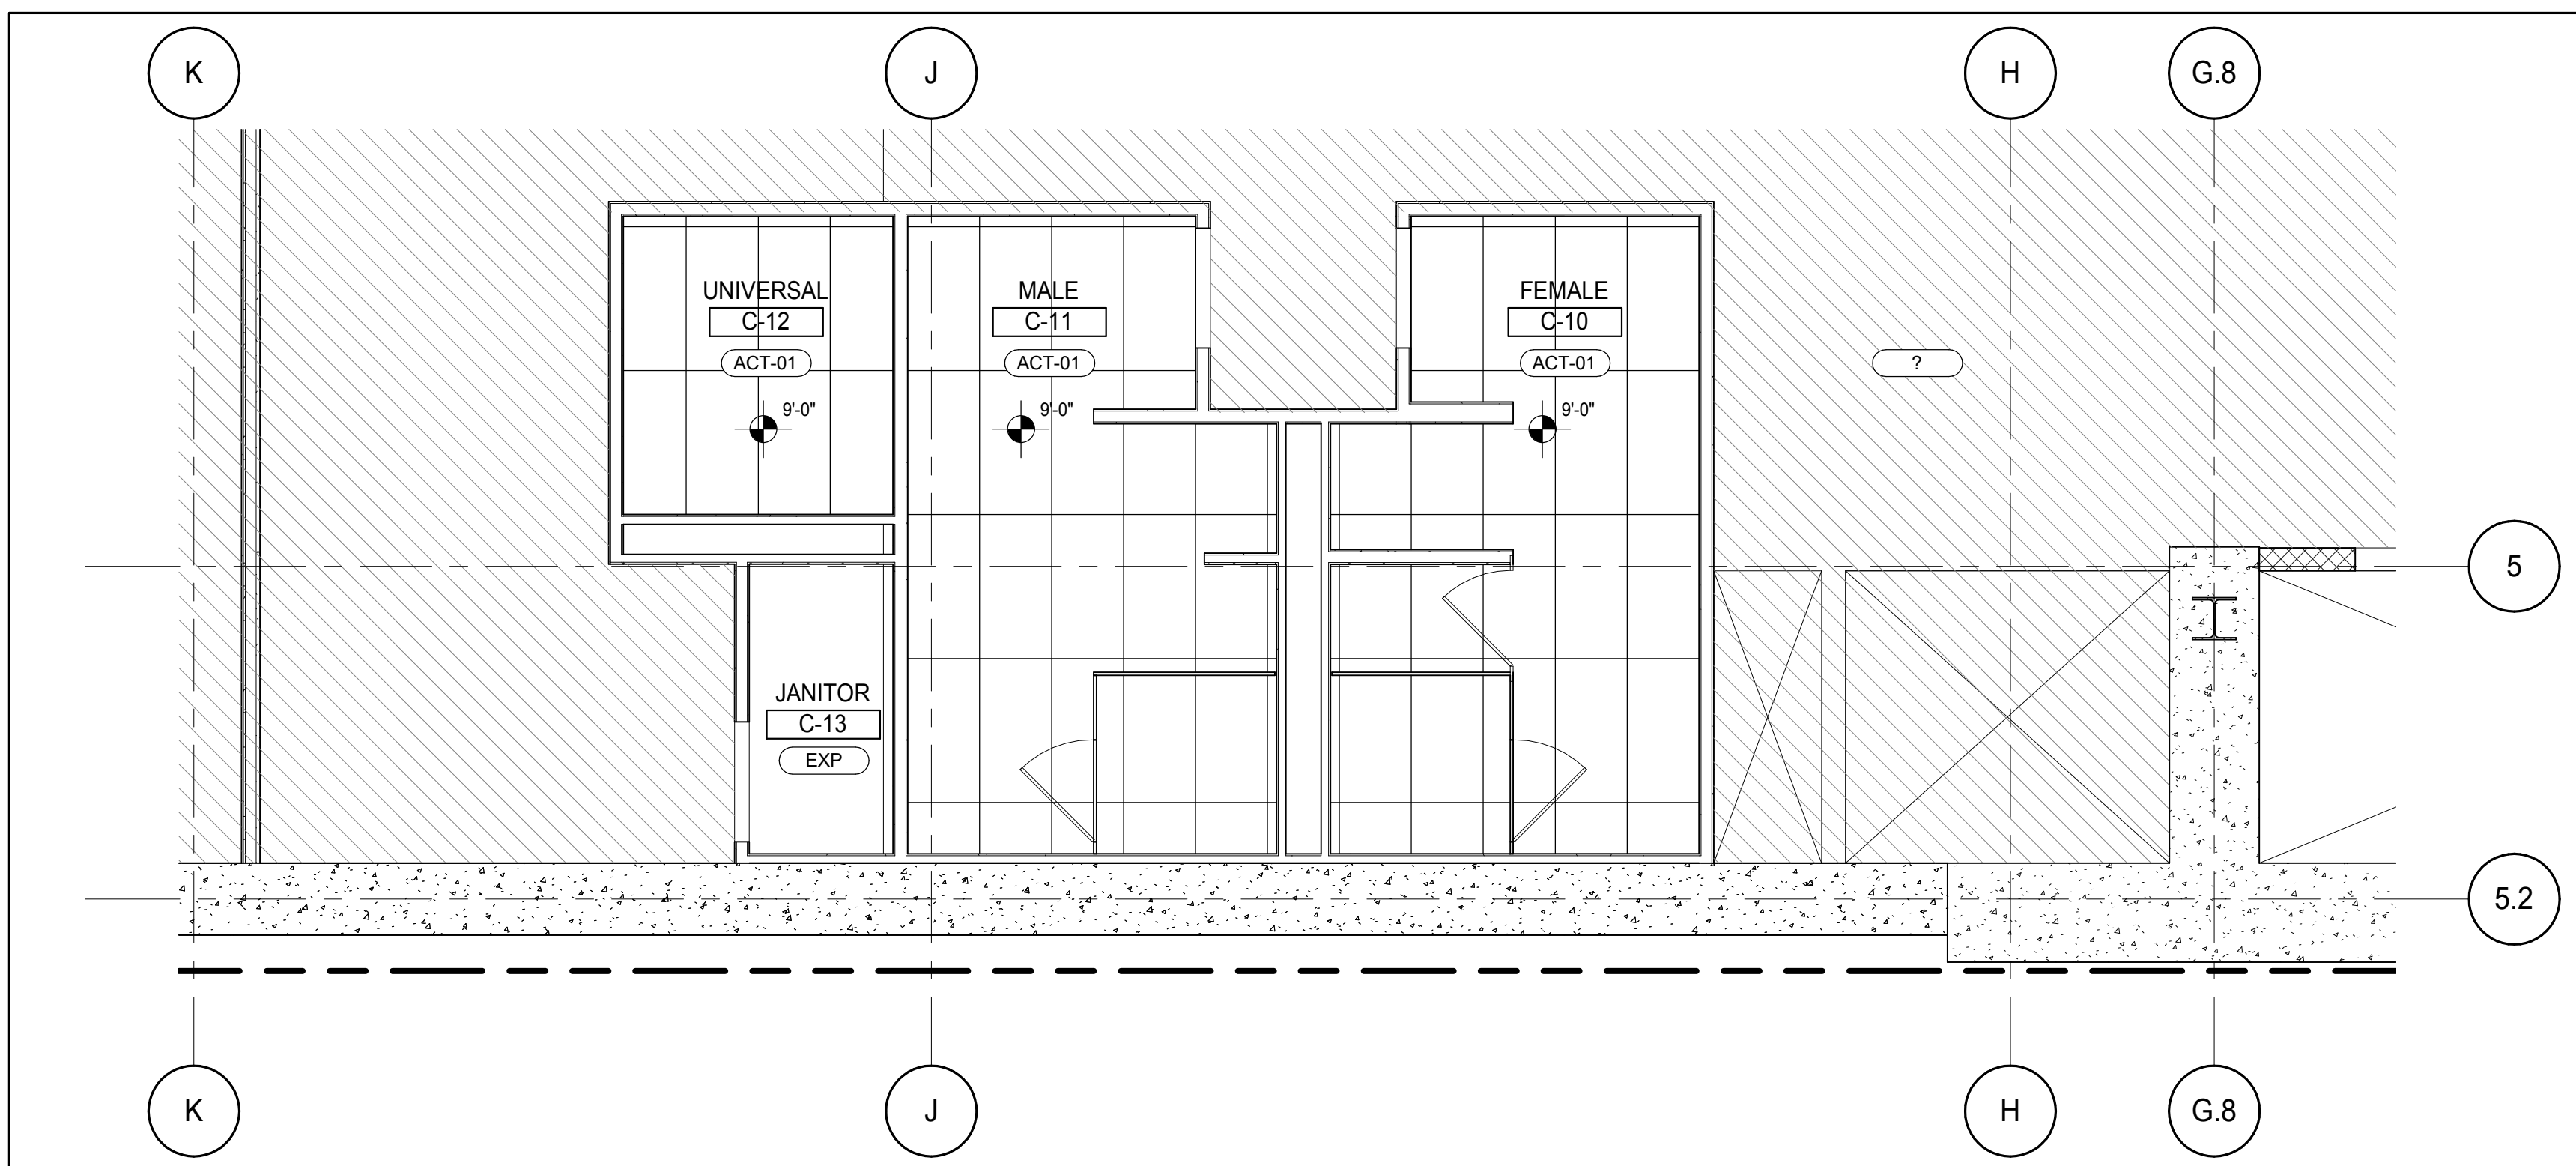 K
J
H
G.8
UNIVERSAL
C-12
ACT-01
9'-0"
MALE
C-11
ACT-01
9'-0"
FEMALE
C-10
ACT-01
9'-0"
?
5
JANITOR
C-13
EXP
5.2
K
J
H
G.8